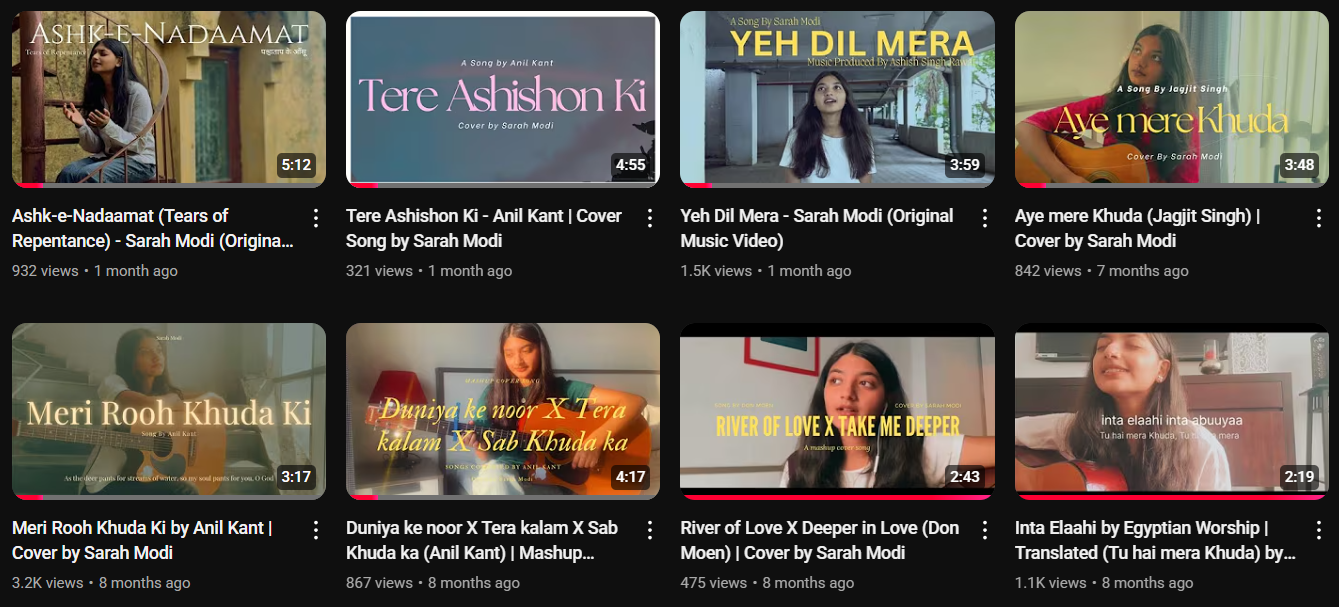 ASHK-E-NADAAMAT
Tears of Repentance
पश्चाताप के आँसू
5:12
A Song by Anil Kant
Tere Ashishon Ki
Cover by Sarah Modi
4:55
A Song By Sarah Modi
YEH DIL MERA
Music Produced By Ashish Singh Rawat
3:59
A Song By Jagjit Singh
Aye mere Khuda
Cover By Sarah Modi
3:48
Ashk-e-Nadaamat (Tears of
Repentance) - Sarah Modi (Origina...
932 views • 1 month ago
Tere Ashishon Ki - Anil Kant | Cover
Song by Sarah Modi
321 views • 1 month ago
Yeh Dil Mera - Sarah Modi (Original
Music Video)
1.5K views • 1 month ago
Aye mere Khuda (Jagjit Singh) |
Cover by Sarah Modi
842 views • 7 months ago
Sarah Modi
Meri Rooh Khuda Ki
Song By Anil Kant
As the deer pants for streams of water, so my soul pants for you, O God
3:17
MASHUP COVER SONG
Duniya ke noor X Tera
kalam X Sab Khuda ka
SONGS BY ANIL KANT
Modi
4:17
SONG BY DON MOEN
COVER BY SARAH MODI
RIVER OF LOVE X TAKE ME DEEPER
A mashup cover song
2:43
inta elaahi inta abuuyaa
Tu hai mera Khuda, Tu mera
2:19
Meri Rooh Khuda Ki by Anil Kant |
Cover by Sarah Modi
3.2K views • 8 months ago
Duniya ke noor X Tera kalam X Sab
Khuda ka (Anil Kant) | Mashup...
867 views • 8 months ago
River of Love X Deeper in Love (Don
Moen) | Cover by Sarah Modi
475 views • 8 months ago
Inta Elaahi by Egyptian Worship |
Translated (Tu hai mera Khuda) by...
1.1K views • 8 months ago